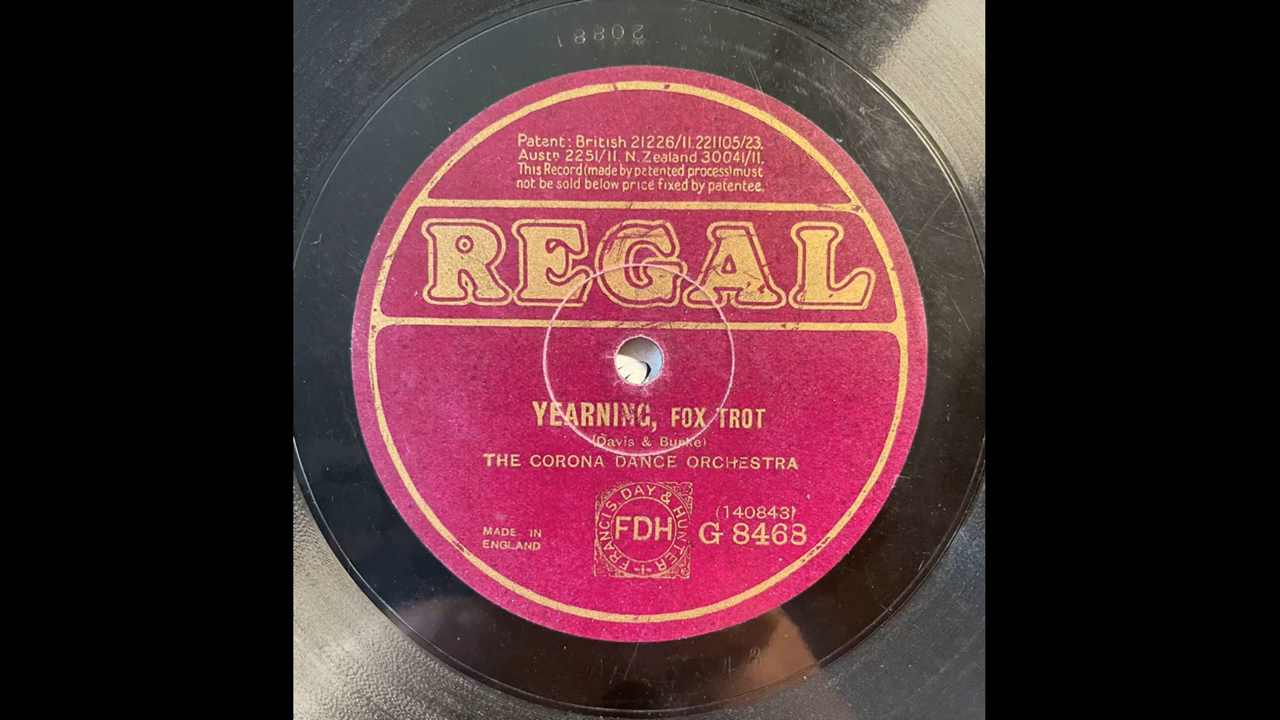 20881
Patent: British 21226/11.221105/23.
Austn 2251/11. N. Zealand 30041/11.
This Record (made by patented process) must
not be sold below price fixed by patentee.
REGAL
YEARNING, FOX TROT
(Davis & Burke)
THE CORONA DANCE ORCHESTRA
MADE IN
ENGLAND
FRANCIS, DAY & HUNTER
FDH
(140843)
G 8468